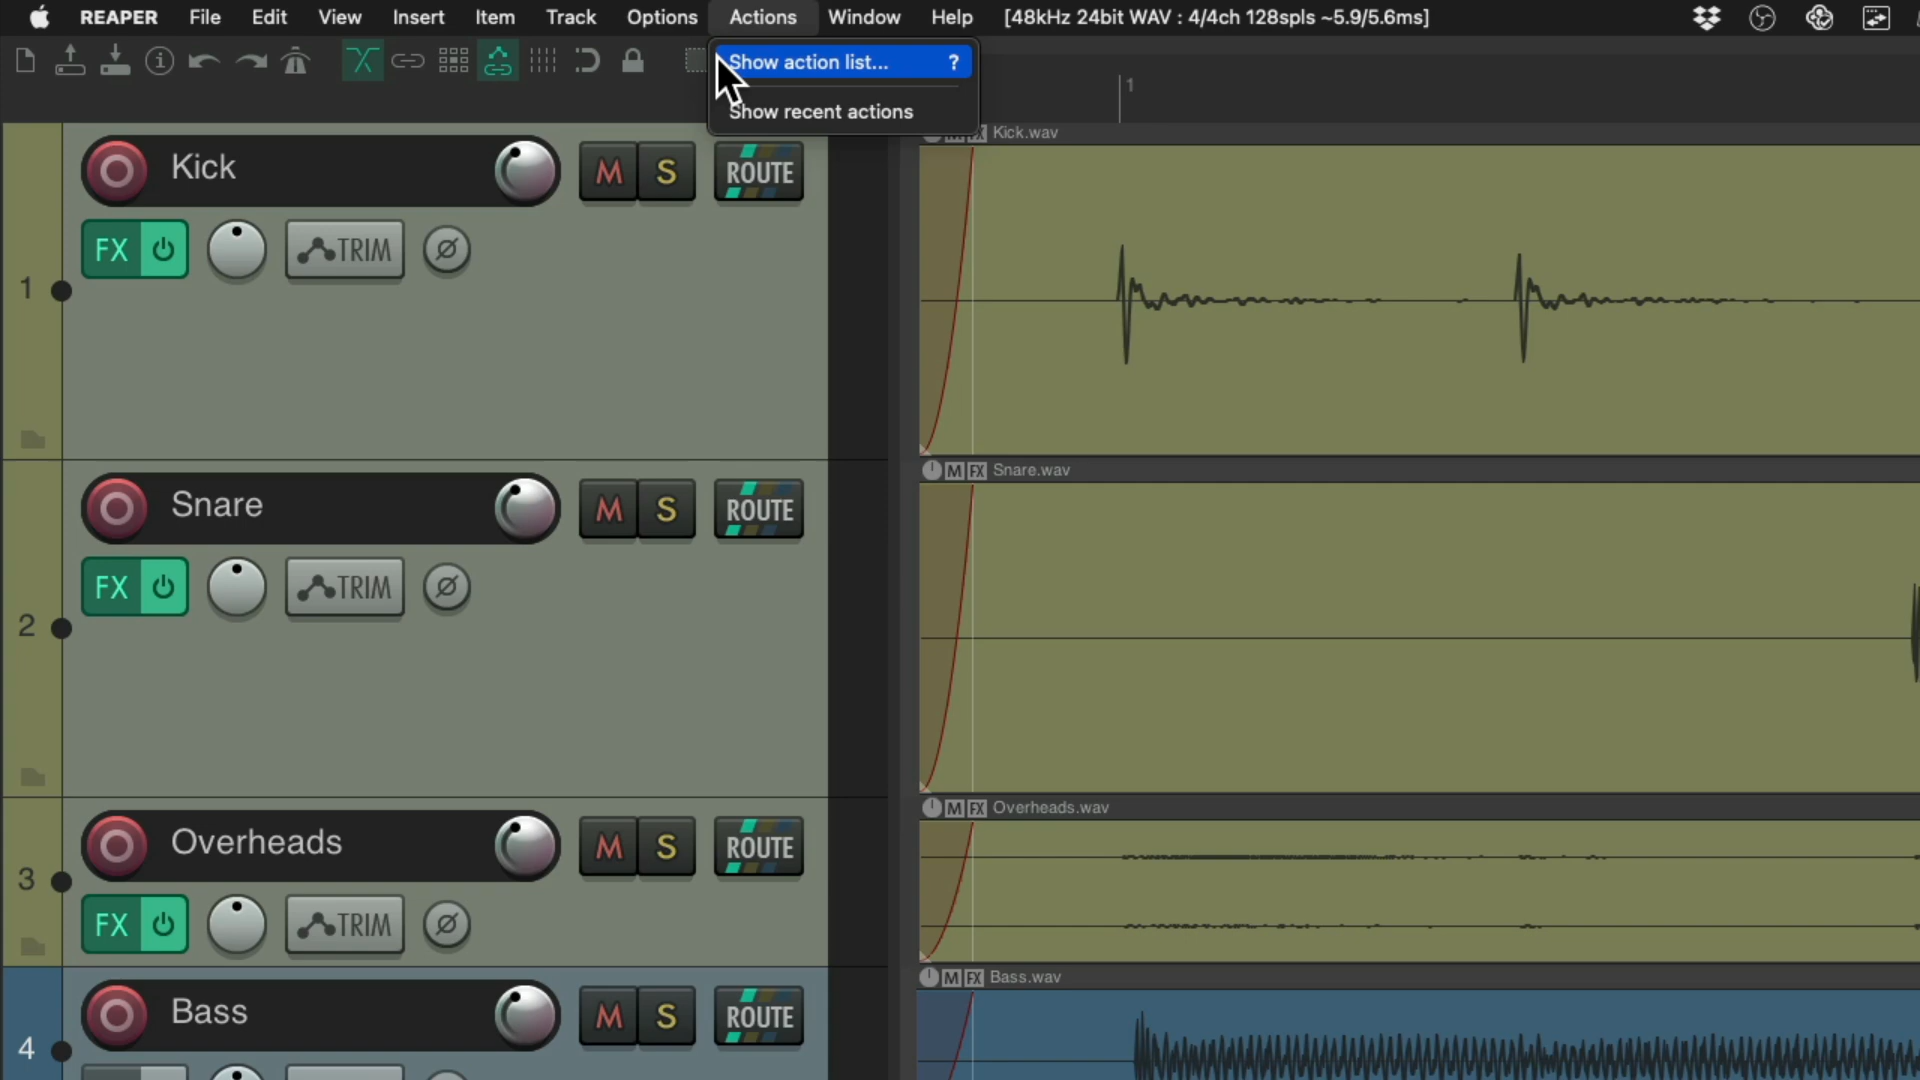 REAPER File Edit View Insert Item Track Options Actions Window Help [48kHz 24bit WAV : 4/4ch 128spls ~5.9/5.6ms]
Show action list... ?
Show recent actions
1
Kick.wav
Kick M S ROUTE
FX TRIM
1
M FX Snare.wav
Snare M S ROUTE
FX TRIM
2
M FX Overheads.wav
Overheads M S ROUTE
3
FX TRIM
M FX Bass.wav
Bass M S ROUTE
4